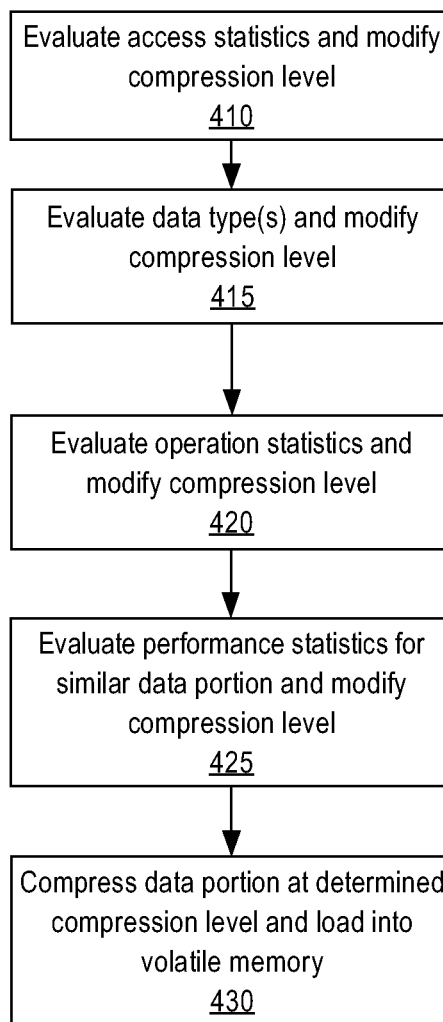 Evaluate access statistics and modify
compression level
410
Evaluate data type(s) and modify
compression level
415
Evaluate operation statistics and
modify compression level
420
Evaluate performance statistics for
similar data portion and modify
compression level
425
Compress data portion at determined
compression level and load into
volatile memory
430